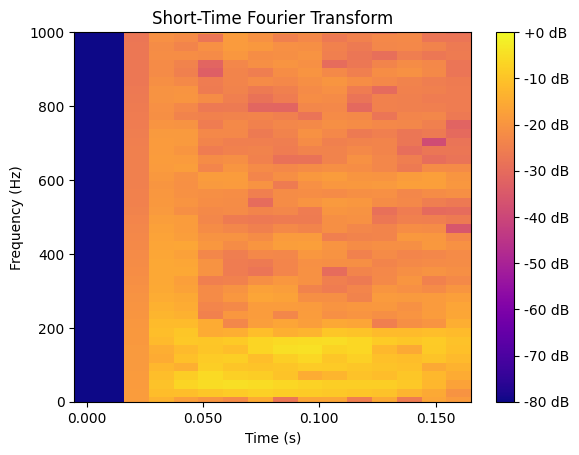 Short-Time Fourier Transform
Frequency (Hz)
1000
800
600
400
200
0
0.000
0.050
0.100
0.150
Time (s)
+0 dB
-10 dB
-20 dB
-30 dB
-40 dB
-50 dB
-60 dB
-70 dB
-80 dB